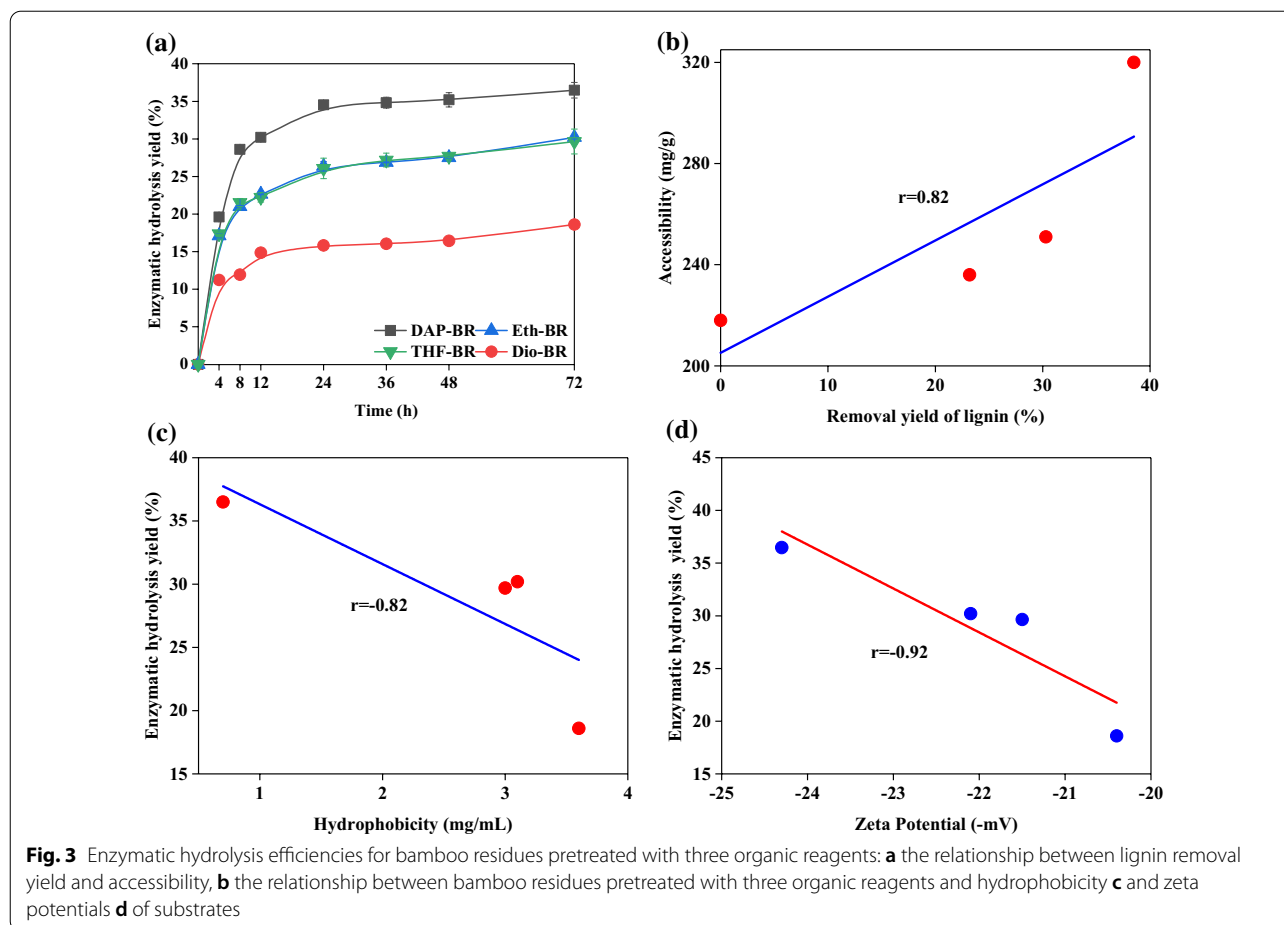 (a)
Enzymatic hydrolysis yield (%)
40
35
30
25
20
15
10
5
0
4 8 12 24 36 48 72
Time (h)
DAP-BR Eth-BR
THF-BR Dio-BR
(b)
Accessibility (mg/g)
320
280
240
200
r=0.82
0 10 20 30 40
Removal yield of lignin (%)
(c)
Enzymatic hydrolysis yield (%)
40
35
30
25
20
15
r=-0.82
1 2 3 4
Hydrophobicity (mg/mL)
(d)
Enzymatic hydrolysis yield (%)
45
40
35
30
25
20
15
r=-0.92
-25 -24 -23 -22 -21 -20
Zeta Potential (-mV)
Fig. 3 Enzymatic hydrolysis efficiencies for bamboo residues pretreated with three organic reagents: a the relationship between lignin removal
yield and accessibility, b the relationship between bamboo residues pretreated with three organic reagents and hydrophobicity c and zeta
potentials d of substrates